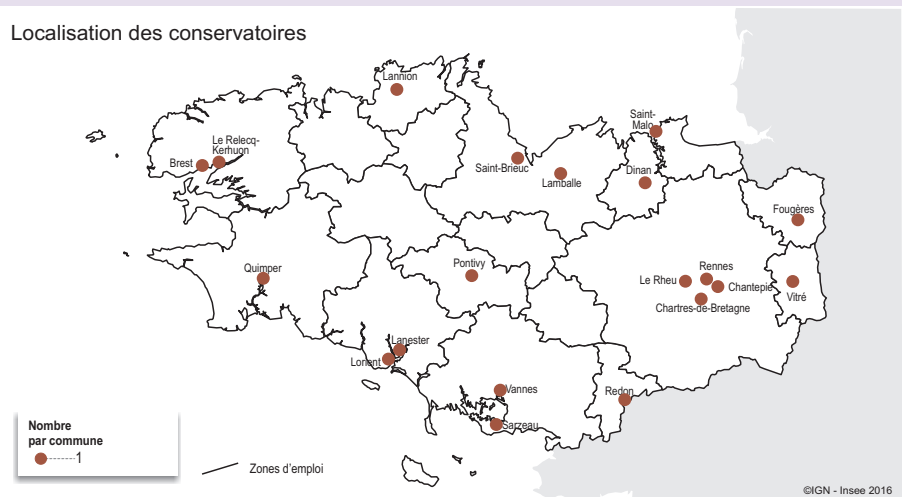 Localisation des conservatoires
Lannion
Saint-
Malo
Le Relecq-
Kerhuon
Brest
Saint-Brieuc
Lamballe
Dinan
Fougères
Quimper
Pontivy
Le Rheu
Rennes
Chantepie
Vitré
Chartres-de-Bretagne
Lanester
Lorient
Vannes
Redon
Sarzeau
Nombre
par commune
1
Zones d'emploi
©IGN - Insee 2016